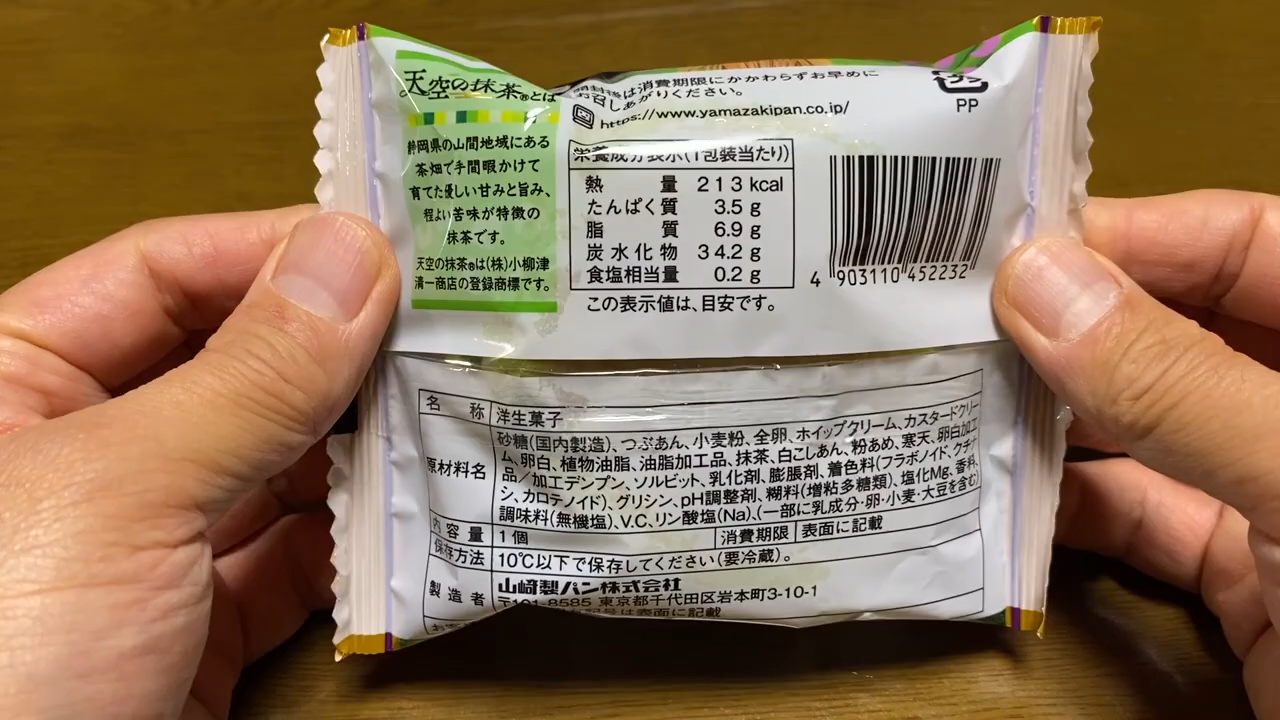 天空の抹茶®とは
静岡県の山間地域にある
茶畑で手間暇かけて
育てた優しい甘みと旨み、
程よい苦味が特徴の
抹茶です。
天空の抹茶®は(株)小柳津
清一商店の登録商標です。
開封後は消費期限にかかわらずお早めに
お召しあがりください。
https://www.yamazakipan.co.jp/
プラ
PP
栄養成分表示(1包装当たり)
熱量 213 kcal
たんぱく質 3.5 g
脂質 6.9 g
炭水化物 34.2 g
食塩相当量 0.2 g
この表示値は、目安です。
4 903110 452232
名称 洋生菓子
原材料名 砂糖(国内製造)、つぶあん、小麦粉、全卵、ホイップクリーム、カスタードクリー
ム、卵白、植物油脂、油脂加工品、抹茶、白こしあん、粉あめ、寒天、卵白加工
品/加工デンプン、ソルビット、乳化剤、膨脹剤、着色料(フラボノイド、クチナ
シ、カロテノイド)、グリシン、pH調整剤、糊料(増粘多糖類)、塩化Mg、香料、
調味料(無機塩)、V.C、リン酸塩(Na)、(一部に乳成分・卵・小麦・大豆を含む)
内容量 1個 消費期限 表面に記載
保存方法 10℃以下で保存してください(要冷蔵)。
製造者 山崎製パン株式会社
〒101-8585 東京都千代田区岩本町3-10-1
号は表面に記載